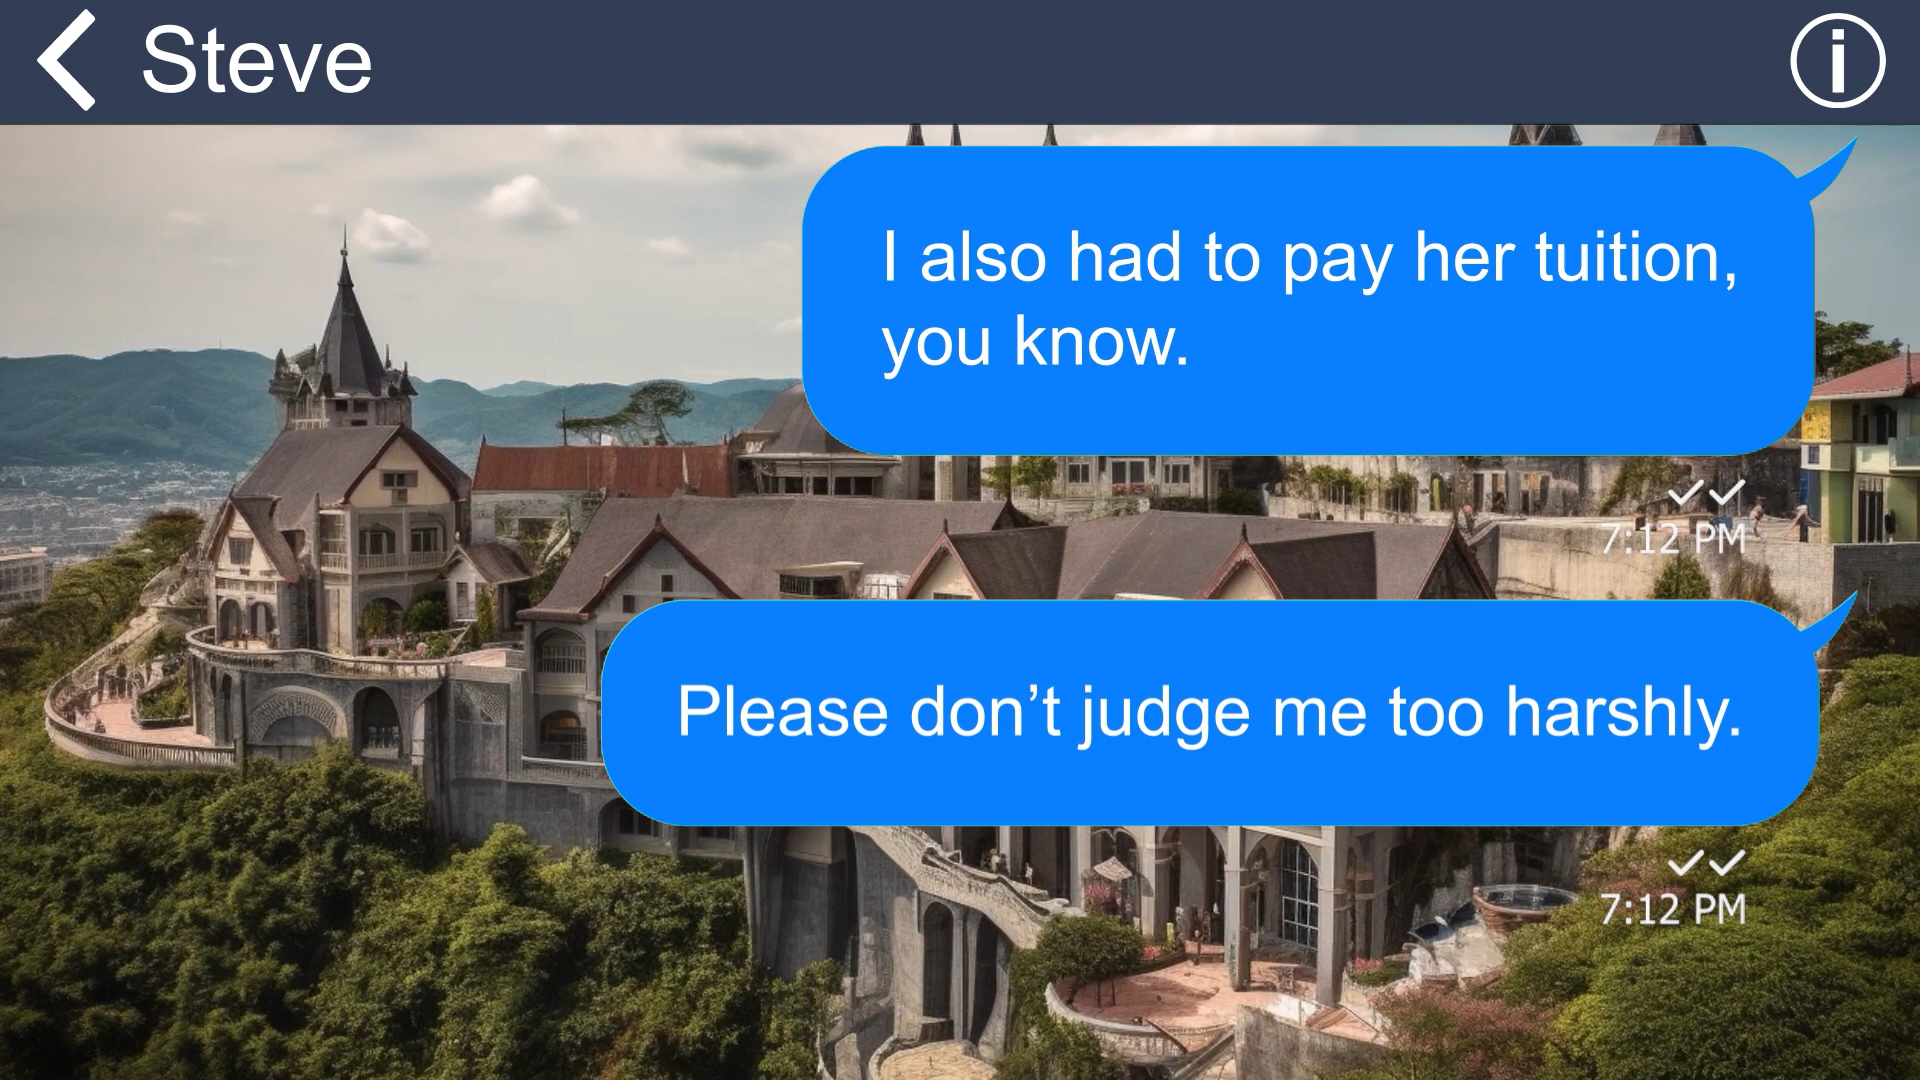 Steve
I also had to pay her tuition,
you know.
7:12 PM
Please don’t judge me too harshly.
7:12 PM